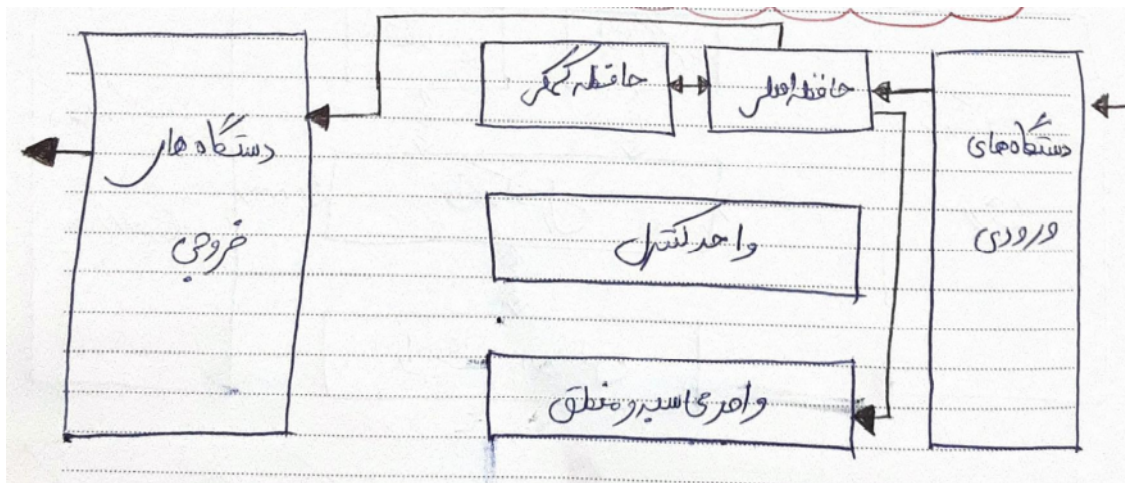 دستگاه‌های
ورودی
حافظه اصلی
حافظه کمکی
واحد کنترل
واحد محاسبه و منطق
دستگاه های
خروجی